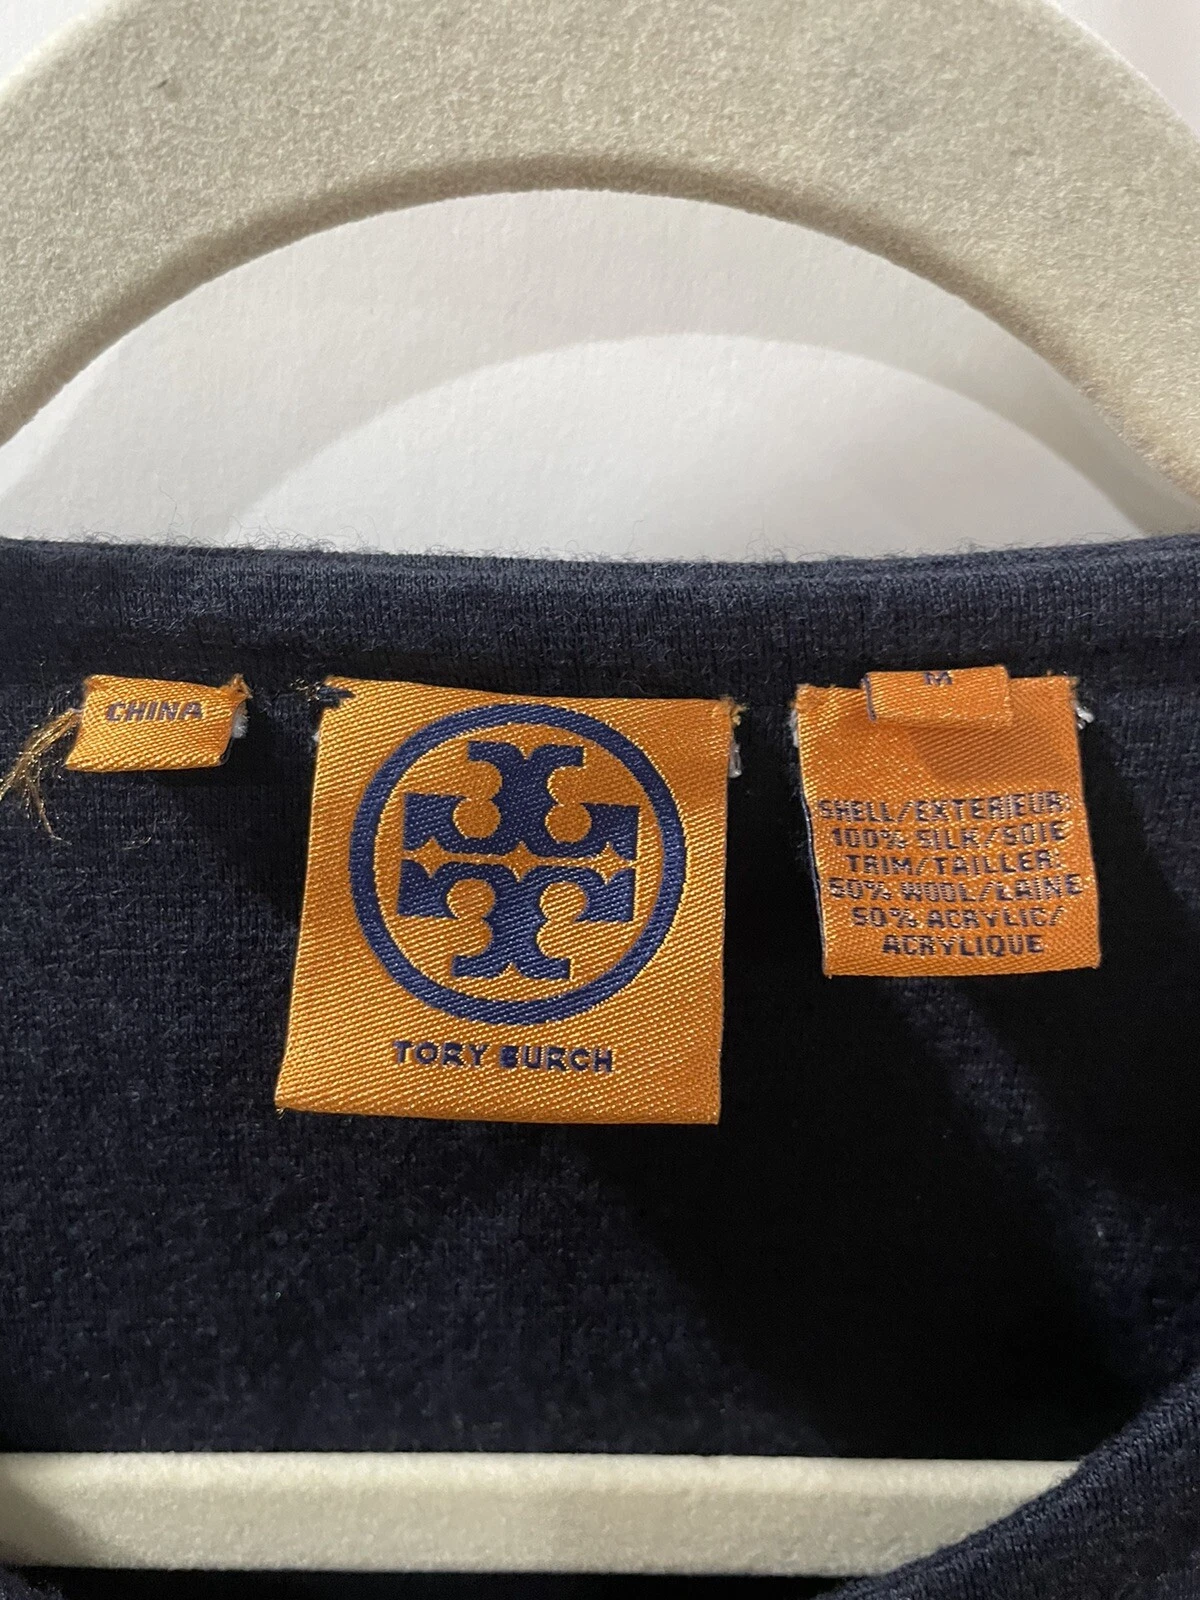 CHINA
TORY BURCH
M
SHELL/EXTERIEUR:
100% SILK/SOIE
TRIM/TAILLER:
50% WOOL/LAINE
50% ACRYLIC/
ACRYLIQUE